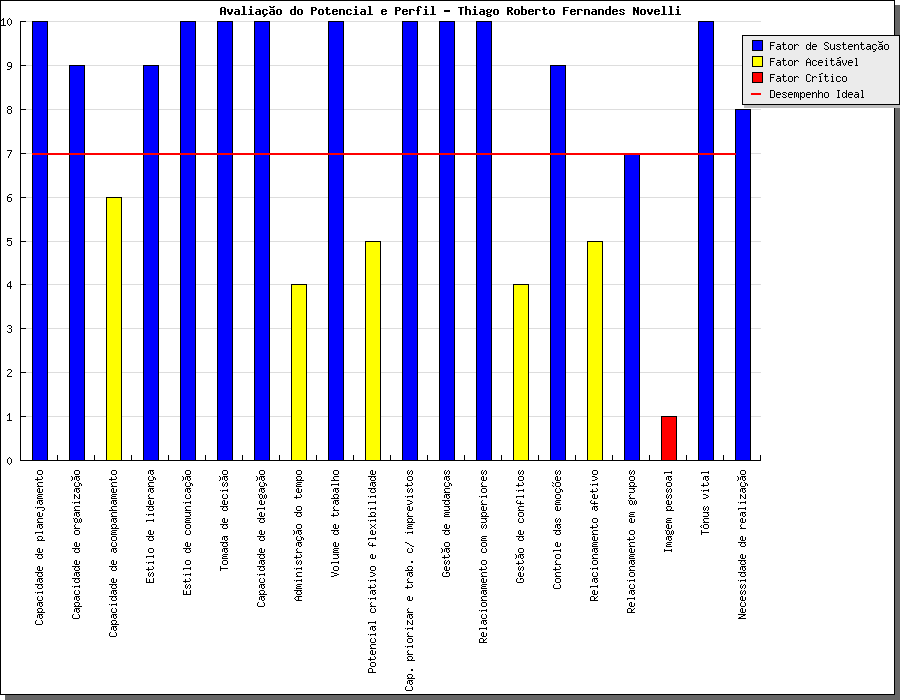 Avaliação do Potencial e Perfil - Thiago Roberto Fernandes Novelli
Fator de Sustentação
Fator Aceitável
Fator Crítico
Desempenho Ideal
10
9
8
7
6
5
4
3
2
1
0
Capacidade de planejamento
Capacidade de organização
Capacidade de acompanhamento
Estilo de liderança
Estilo de comunicação
Tomada de decisão
Capacidade de delegação
Administração do tempo
Volume de trabalho
Potencial criativo e flexibilidade
Cap. priorizar e trab. c/ imprevistos
Gestão de mudanças
Relacionamento com superiores
Gestão de conflitos
Controle das emoções
Relacionamento afetivo
Relacionamento em grupos
Imagem pessoal
Tônus vital
Necessidade de realização